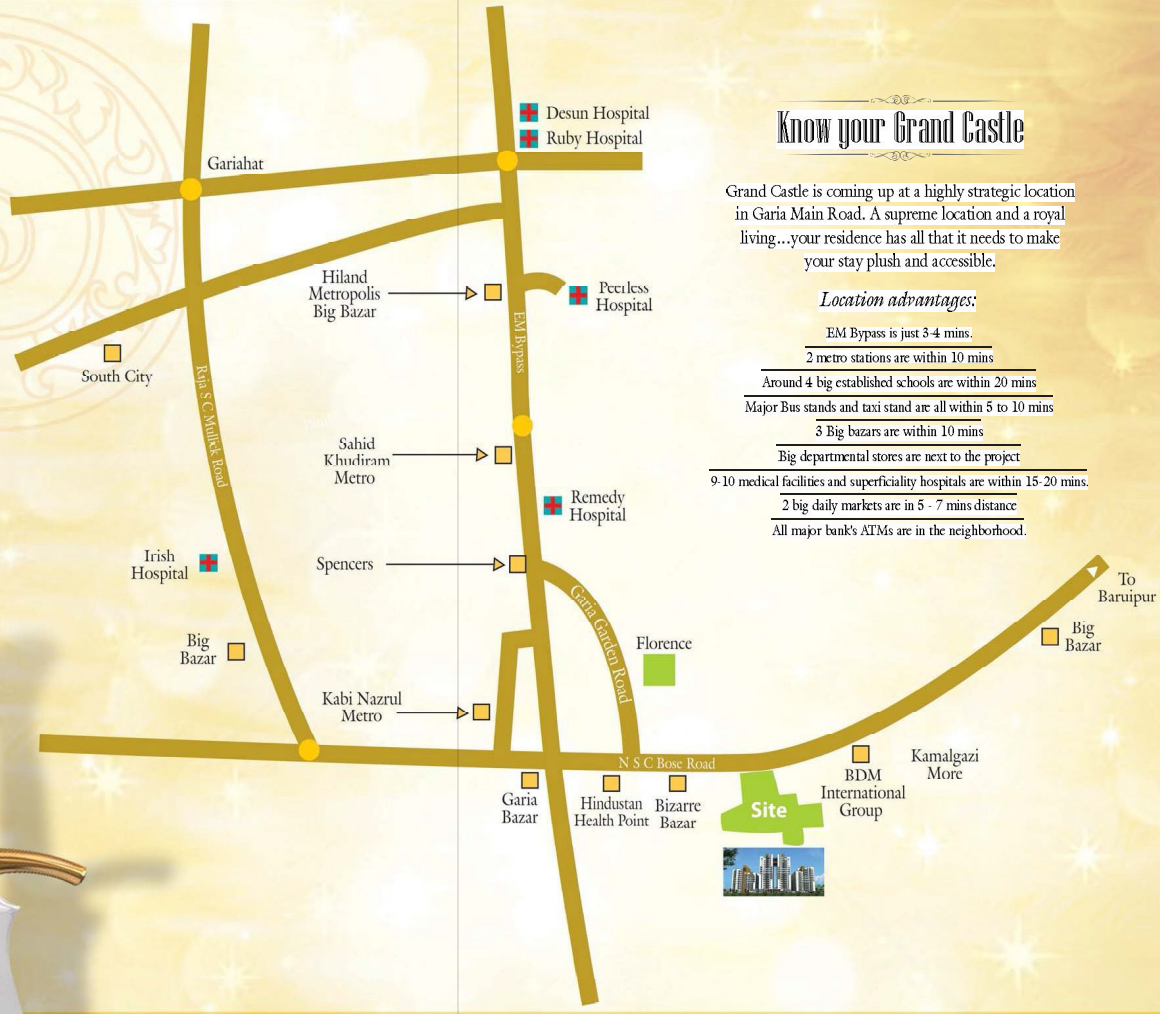 Desun Hospital
Ruby Hospital
Gariahat
Know your Grand Castle
Grand Castle is coming up at a highly strategic location
in Garia Main Road. A supreme location and a royal
living...your residence has all that it needs to make
your stay plush and accessible.
Location advantages:
EM Bypass is just 3-4 mins.
2 metro stations are within 10 mins
Around 4 big established schools are within 20 mins
Major Bus stands and taxi stand are all within 5 to 10 mins
3 Big bazars are within 10 mins
Big departmental stores are next to the project
9-10 medical facilities and superficiality hospitals are within 15-20 mins.
2 big daily markets are in 5 - 7 mins distance
All major bank's ATMs are in the neighborhood.
Hiland
Metropolis
Big Bazar
Peerless
Hospital
EM Bypass
South City
Raja S C Mullick Road
Sahid
Khudiram
Metro
Remedy
Hospital
Irish
Hospital
Spencers
Garia Garden Road
To
Baruipur
Big
Bazar
Florence
Big
Bazar
Kabi Nazrul
Metro
N S C Bose Road
Kamalgazi
More
BDM
International
Group
Garia
Bazar
Hindustan
Health Point
Bizarre
Bazar
Site